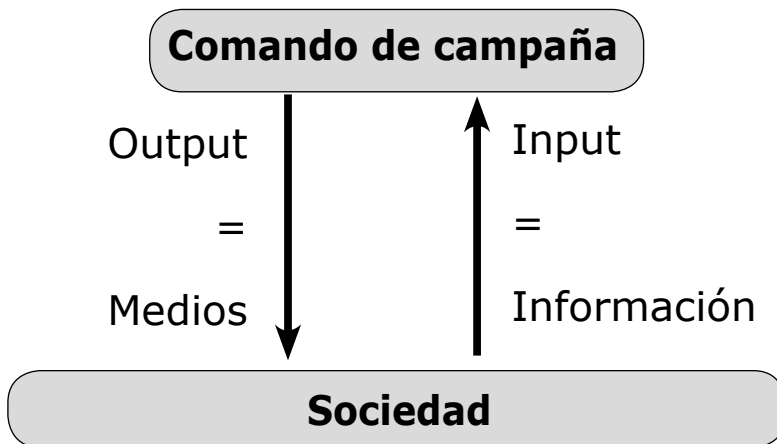 Comando de campaña
Output
Input
=
=
Medios
Información
Sociedad